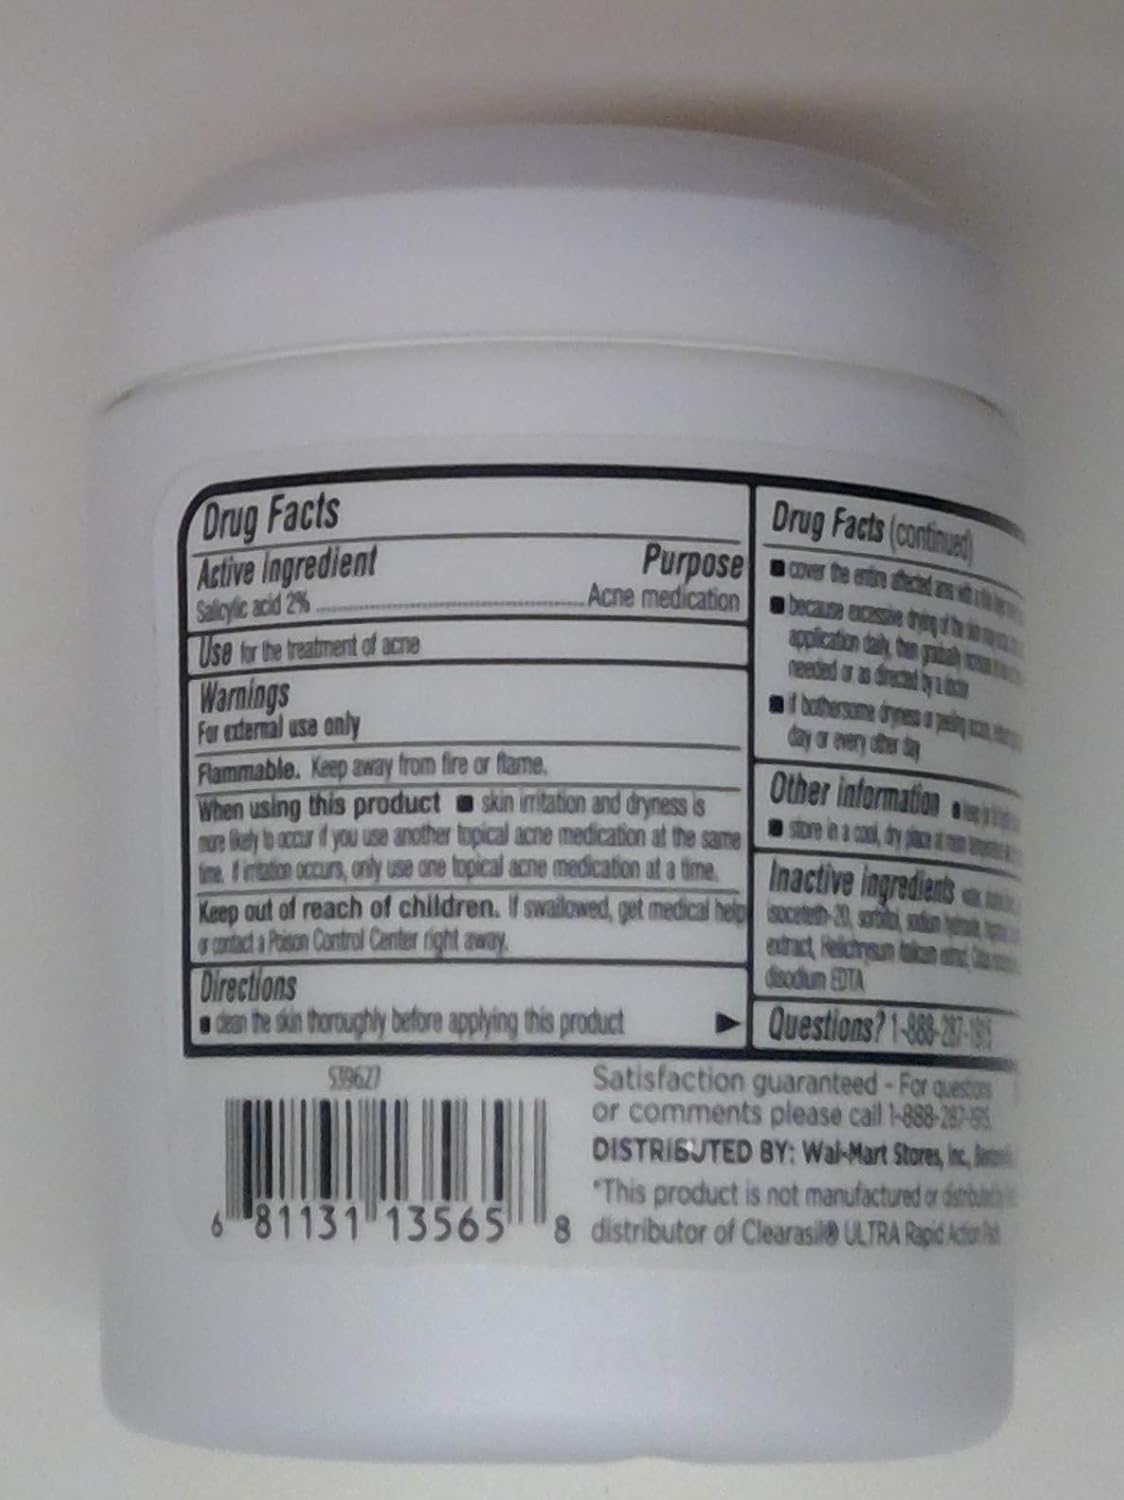 Drug Facts
Active ingredient Purpose
Salicylic acid 2% Acne medication
Use for the treatment of acne
Warnings
For external use only
Flammable. Keep away from fire or flame.
When using this product ■ skin irritation and dryness is
more likely to occur if you use another topical acne medication at the same
time. If irritation occurs, only use one topical acne medication at a time.
Keep out of reach of children. If swallowed, get medical help
or contact a Poison Control Center right away.
Directions
■ clean the skin thoroughly before applying this product
Drug Facts (continued)
■ cover the entire affected area with a thin
■ because excessive drying of the skin
application daily, then gradually increase
needed or as directed by a doctor
■ if bothersome dryness or peeling occurs,
day or every other day
Other information ■ keep
■ store in a cool, dry place at room
Inactive ingredients
isoceteth-20, sorbitol, sodium
extract, Helichrysum italicum extract,
disodium EDTA
Questions? 1-888-287-1915
539627
6 81131 13565 8
Satisfaction guaranteed - For questions
or comments please call 1-888-287-1915.
DISTRIBUTED BY: Wal-Mart Stores, Inc.,
*This product is not manufactured or distributed
distributor of Clearasil® ULTRA Rapid Action Pads